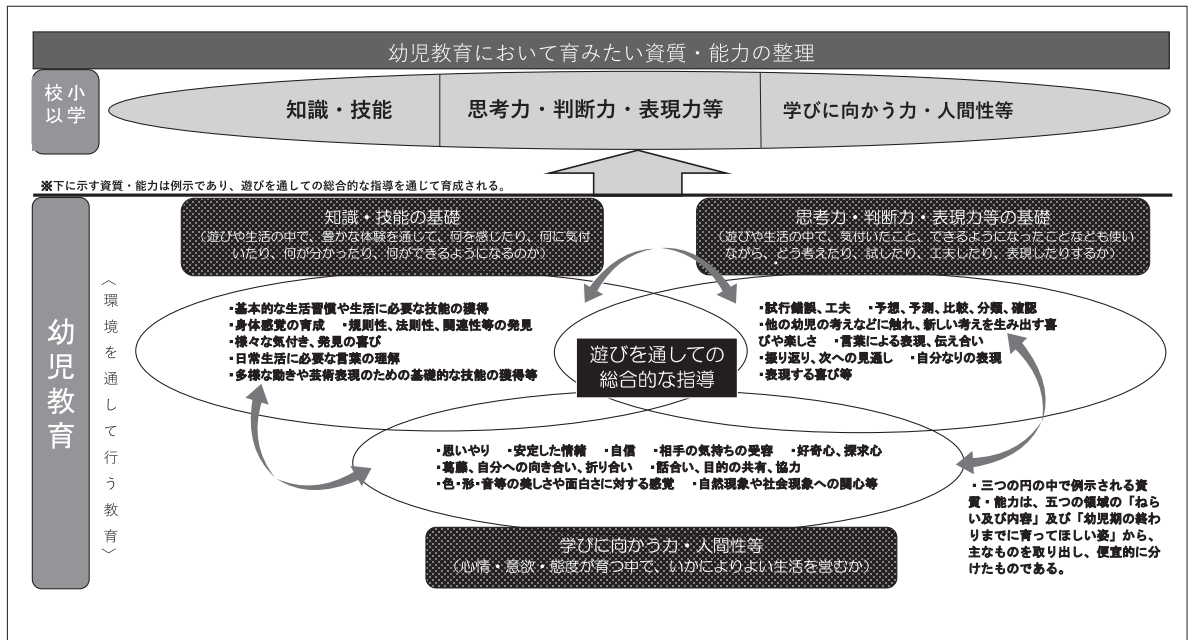 幼児教育において育みたい資質・能力の整理
小学
校以
知識・技能
思考力・判断力・表現力等
学びに向かう力・人間性等
※下に示す資質・能力は例示であり、遊びを通しての総合的な指導を通じて育成される。
幼児教育
〈環境を通して行う教育〉
知識・技能の基礎
(遊びや生活の中で、豊かな体験を通じて、何を感じたり、何に気付
いたり、何が分かったり、何ができるようになるのか)
思考力・判断力・表現力等の基礎
(遊びや生活の中で、気付いたこと、できるようになったことなども使い
ながら、どう考えたり、試したり、工夫したり、表現したりするか)
・基本的な生活習慣や生活に必要な技能の獲得
・身体感覚の育成 ・規則性、法則性、関連性等の発見
・様々な気付き、発見の喜び
・日常生活に必要な言葉の理解
・多様な動きや芸術表現のための基礎的な技能の獲得等
・試行錯誤、工夫 ・予想、予測、比較、分類、確認
・他の幼児の考えなどに触れ、新しい考えを生み出す喜
びや楽しさ ・言葉による表現、伝え合い
・振り返り、次への見通し ・自分なりの表現
・表現する喜び等
遊びを通しての
総合的な指導
・思いやり ・安定した情緒 ・自信 ・相手の気持ちの受容 ・好奇心、探求心
・葛藤、自分への向き合い、折り合い ・話合い、目的の共有、協力
・色・形・音等の美しさや面白さに対する感覚 ・自然現象や社会現象への関心等
学びに向かう力・人間性等
(心情・意欲・態度が育つ中で、いかによりよい生活を営むか)
・三つの円の中で例示される資
質・能力は、五つの領域の「ねら
い及び内容」及び「幼児期の終わ
りまでに育ってほしい姿」から、
主なものを取り出し、便宜的に分
けたものである。